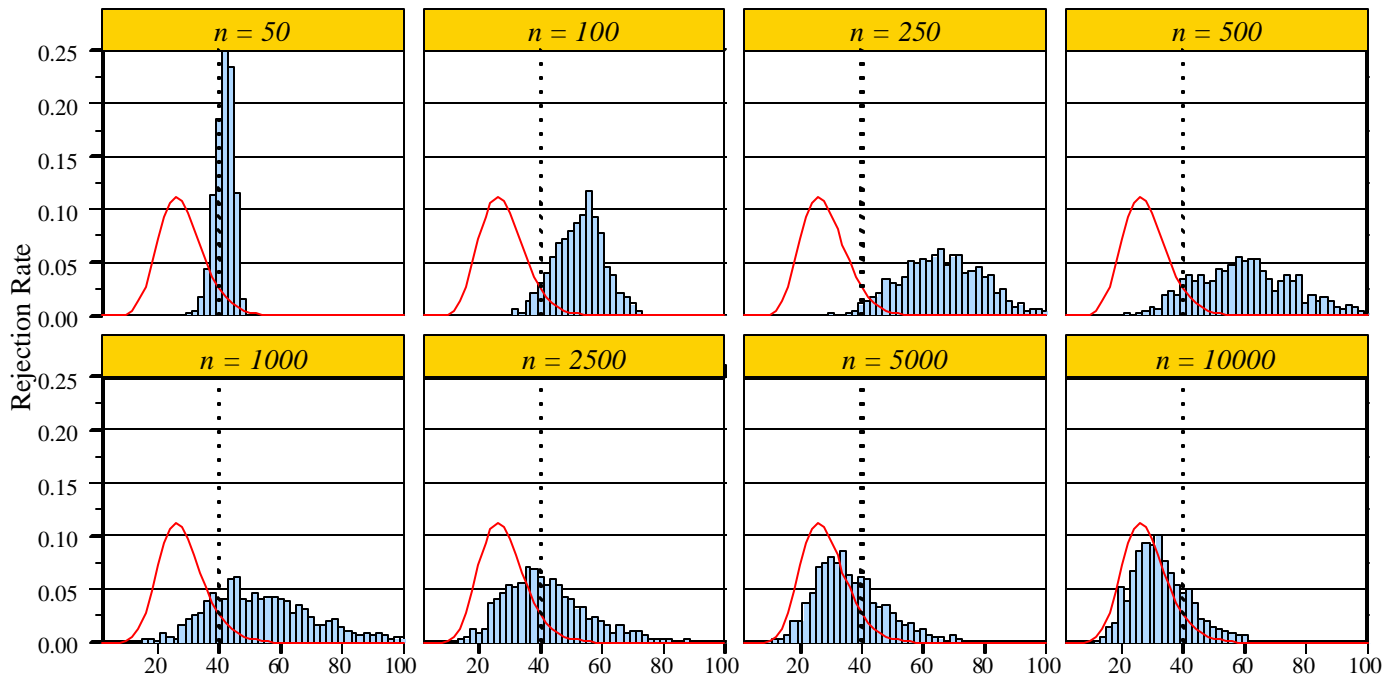 n = 50
n = 100
n = 250
n = 500
0.25
0.20
0.15
0.10
0.05
0.00
Rejection Rate
n = 1000
n = 2500
n = 5000
n = 10000
0.25
0.20
0.15
0.10
0.05
0.00
20 40 60 80 100
20 40 60 80 100
20 40 60 80 100
20 40 60 80 100